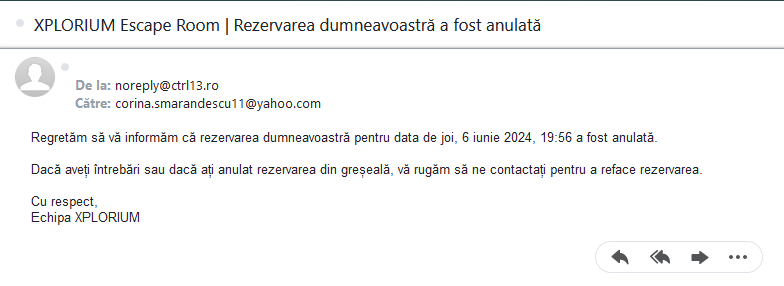 XPLORIUM Escape Room | Rezervarea dumneavoastră a fost anulată
De la: noreply@ctrl13.ro
Către: corina.smarandescu11@yahoo.com
Regretăm să vă informăm că rezervarea dumneavoastră pentru data de joi, 6 iunie 2024, 19:56 a fost anulată.
Dacă aveți întrebări sau dacă ați anulat rezervarea din greșeală, vă rugăm să ne contactați pentru a reface rezervarea.
Cu respect,
Echipa XPLORIUM